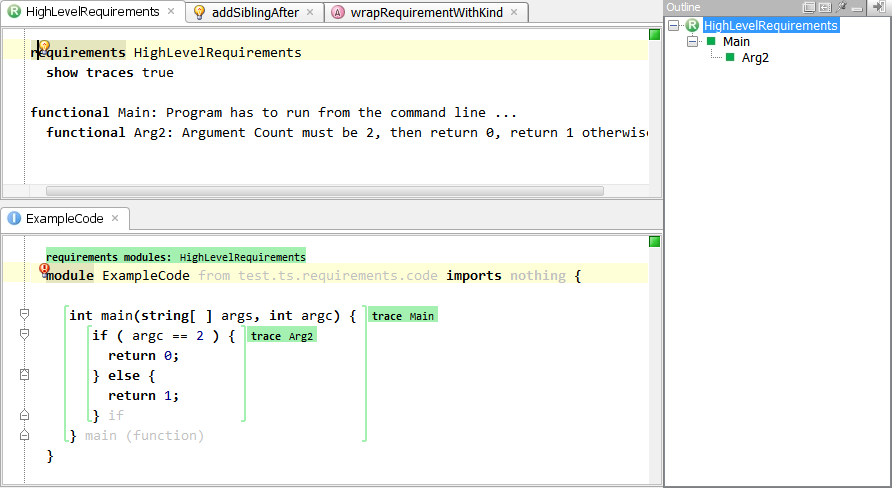 HighLevelRequirements
addSiblingAfter
wrapRequirementWithKind
requirements HighLevelRequirements
show traces true
functional Main: Program has to run from the command line ...
functional Arg2: Argument Count must be 2, then return 0, return 1 otherwise
ExampleCode
requirements modules: HighLevelRequirements
module ExampleCode from test.ts.requirements.code imports nothing {
int main(string[ ] args, int argc) { trace Main
if ( argc == 2 ) { trace Arg2
return 0;
} else {
return 1;
} if
} main (function)
}
Outline
HighLevelRequirements
Main
Arg2